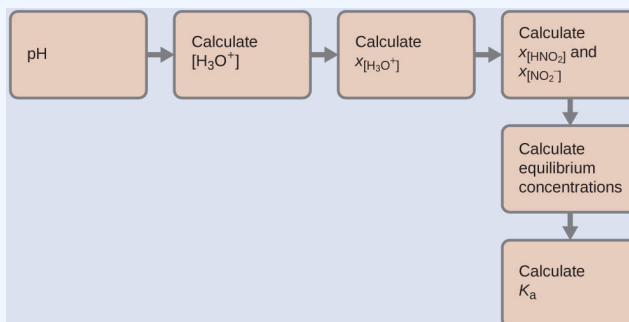 pH
Calculate
[H₃O⁺]
Calculate
x[H₃O⁺]
Calculate
x[HNO₂] and
x[NO₂⁻]
Calculate
equilibrium
concentrations
Calculate
Kₐ